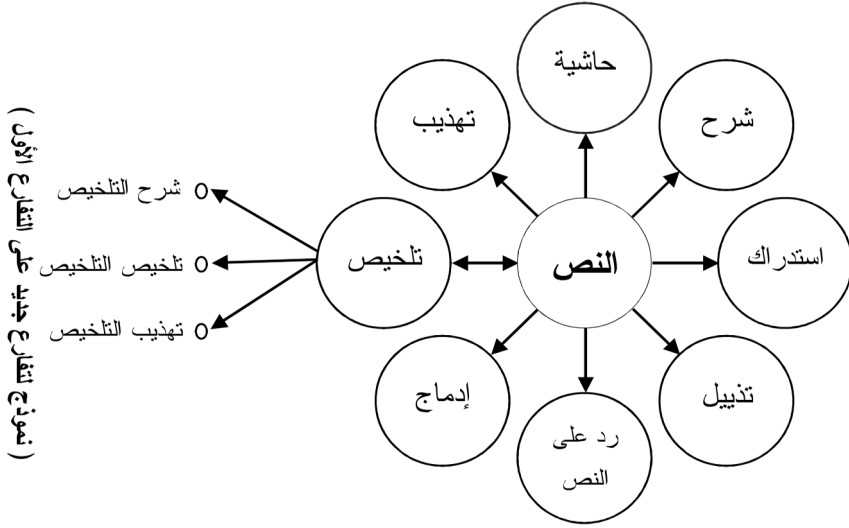 حاشية
شرح
تهذيب
استدراك
النص
تلخيص
تذييل
إدماج
رد على
النص
شرح التلخيص
تلخيص التلخيص
تهذيب التلخيص
( نموذج لتفارع جديد على التفارع الأول )